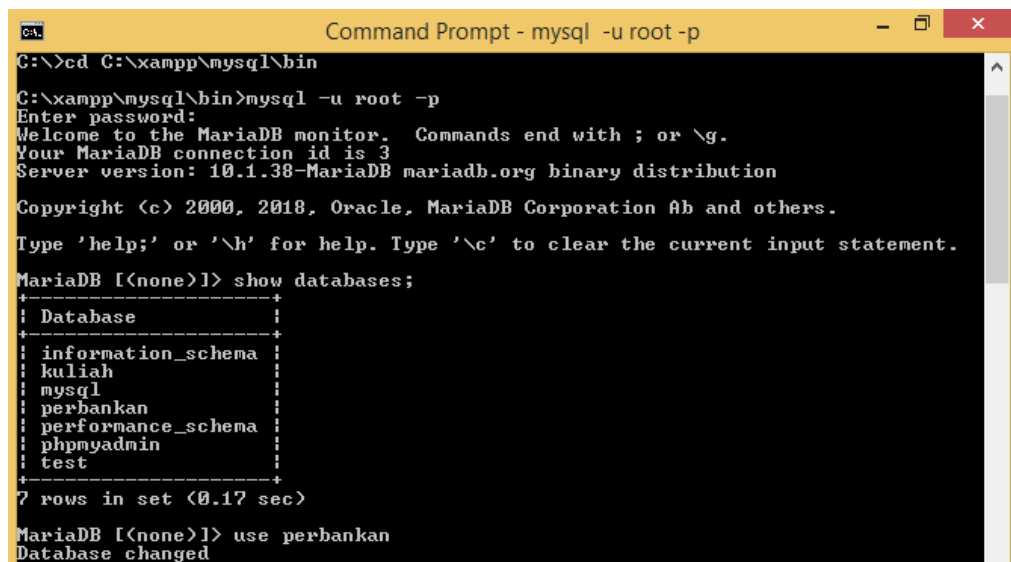 Command Prompt - mysql -u root -p
C:\>cd C:\xampp\mysql\bin
C:\xampp\mysql\bin>mysql -u root -p
Enter password:
Welcome to the MariaDB monitor.  Commands end with ; or \g.
Your MariaDB connection id is 3
Server version: 10.1.38-MariaDB mariadb.org binary distribution
Copyright (c) 2000, 2018, Oracle, MariaDB Corporation Ab and others.
Type 'help;' or '\h' for help. Type '\c' to clear the current input statement.
MariaDB [(none)]> show databases;
+--------------------+
| Database           |
+--------------------+
| information_schema |
| kuliah             |
| mysql              |
| perbankan          |
| performance_schema |
| phpmyadmin         |
| test               |
+--------------------+
7 rows in set (0.17 sec)
MariaDB [(none)]> use perbankan
Database changed